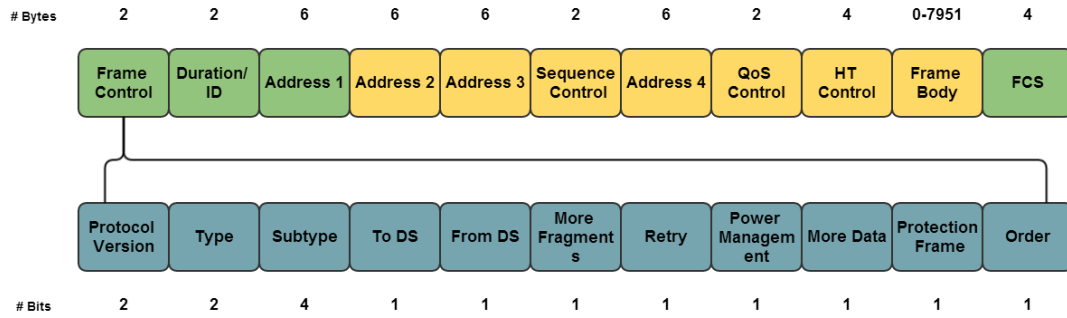 # Bytes 2 2 6 6 6 2 6 2 4 0-7951 4
Frame Control
Duration/ ID
Address 1
Address 2
Address 3
Sequence Control
Address 4
QoS Control
HT Control
Frame Body
FCS
Protocol Version
Type
Subtype
To DS
From DS
More Fragment s
Retry
Power Managem ent
More Data
Protection Frame
Order
# Bits 2 2 4 1 1 1 1 1 1 1 1